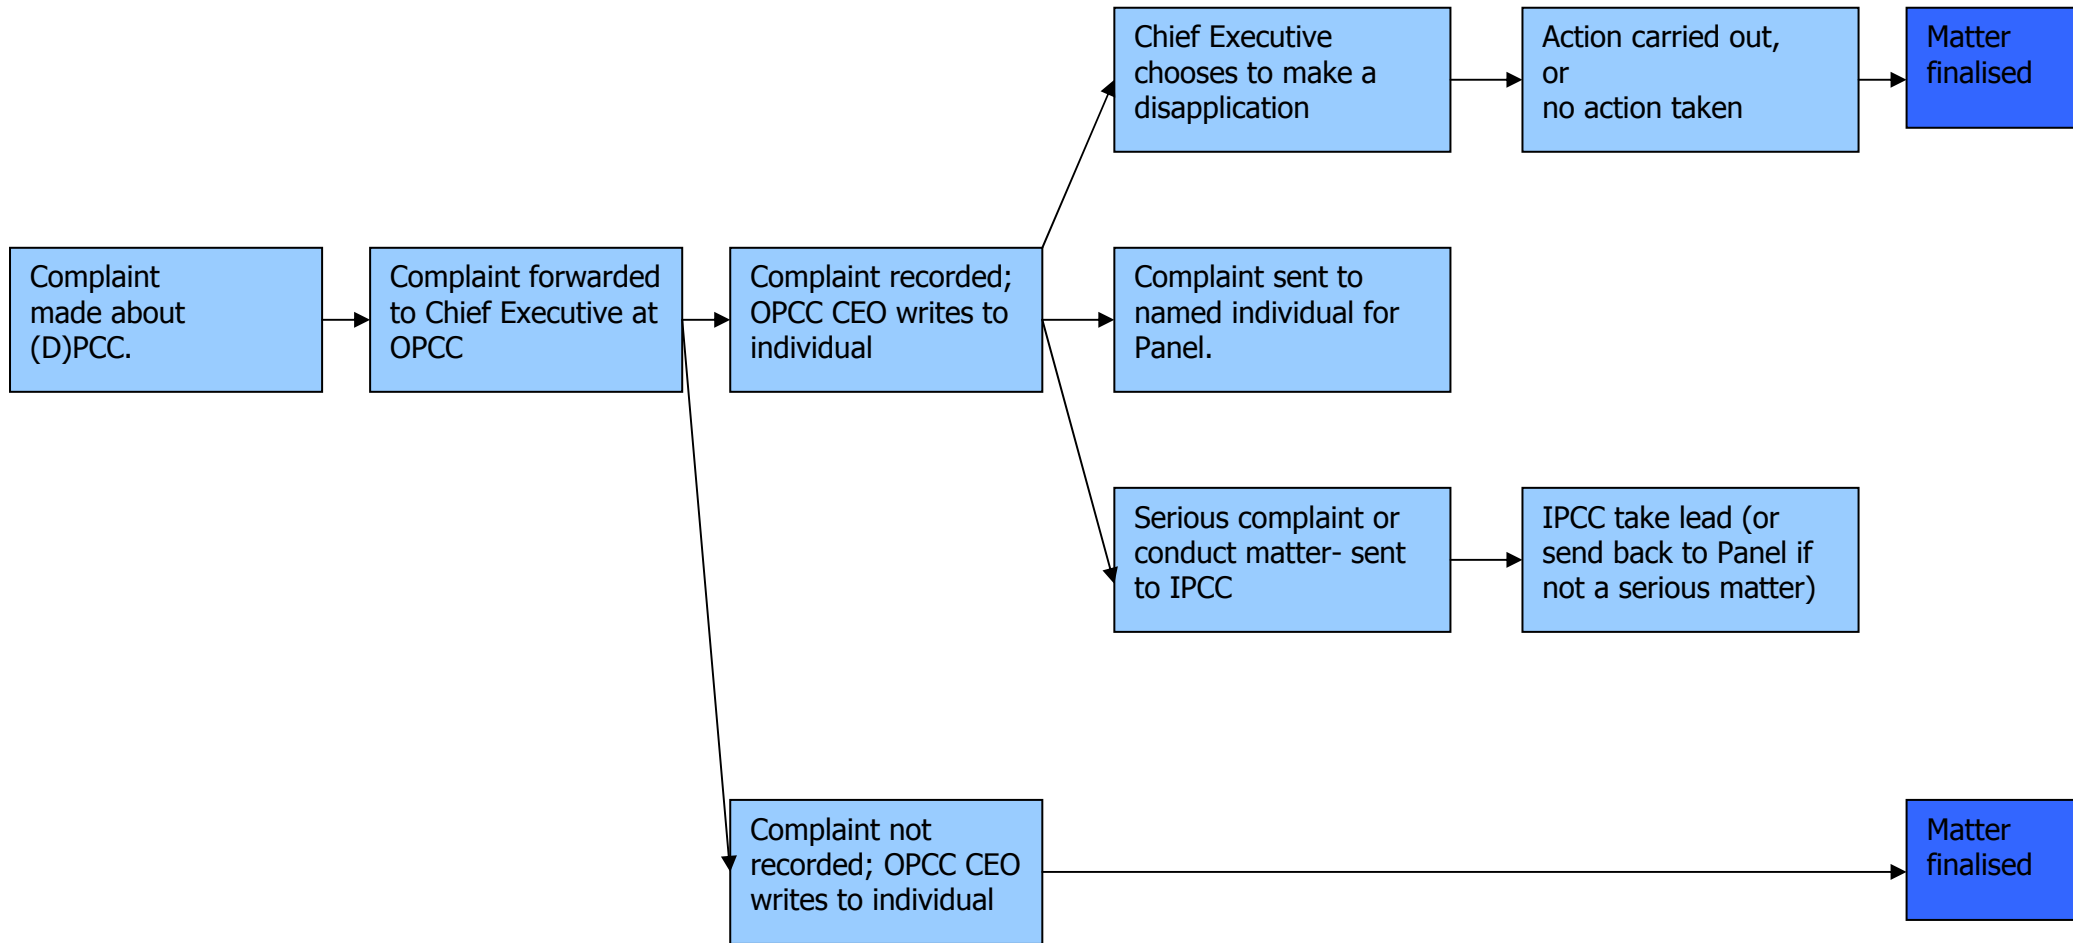 Chief Executive
chooses to make a
disapplication
Action carried out,
or
no action taken
Matter
finalised
Complaint
made about
(D)PCC.
Complaint forwarded
to Chief Executive at
OPCC
Complaint recorded;
OPCC CEO writes to
individual
Complaint sent to
named individual for
Panel.
Serious complaint or
conduct matter- sent
to IPCC
IPCC take lead (or
send back to Panel if
not a serious matter)
Complaint not
recorded; OPCC CEO
writes to individual
Matter
finalised